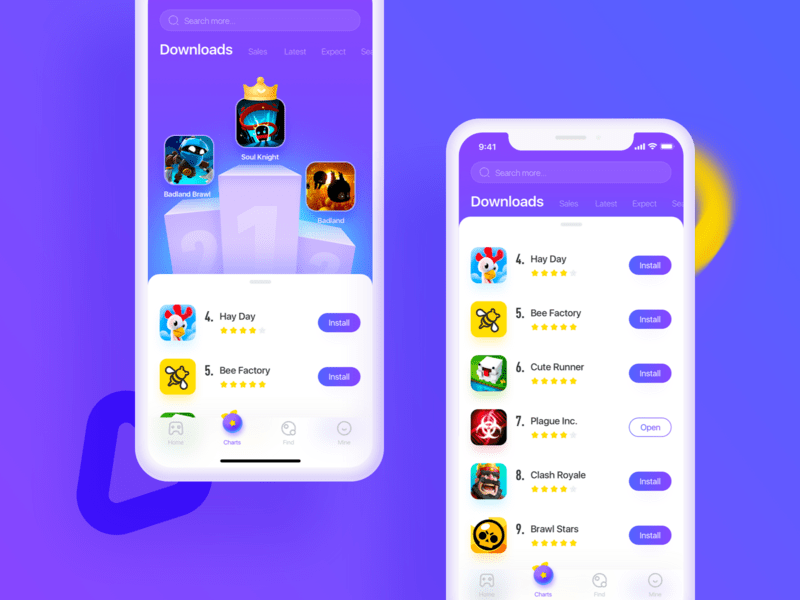 Search more...
Downloads Sales Latest Expect Sea
Soul Knight
Badland Brawl
Badland
2 1 3
4. Hay Day
Install
5. Bee Factory
Install
Home Charts Find Mine
9:41
Search more...
Downloads Sales Latest Expect Sea
4. Hay Day
Install
5. Bee Factory
Install
6. Cute Runner
Install
7. Plague Inc.
Open
8. Clash Royale
Install
9. Brawl Stars
Install
Home Charts Find Mine